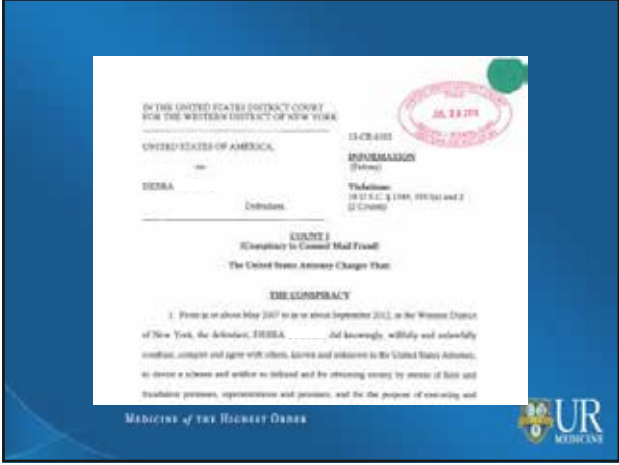 IN THE UNITED STATES DISTRICT COURT
FOR THE WESTERN DISTRICT OF NEW YORK
UNITED STATES OF AMERICA,
INFORMATION
(Felony)
Violations:
18 U.S.C. § and 2
(2 Counts)
Defendant.
COUNT I
(Conspiracy to Commit Mail Fraud)
The United States Attorney Charges That:
THE CONSPIRACY
1. From in or about May 2007 to in or about September 2012, in the Western District
of New York, the defendant, did knowingly, willfully and unlawfully
combine, conspire and agree with others, known and unknown to the United States Attorney,
to devise a scheme and artifice to defraud and for obtaining money by means of false and
fraudulent pretenses, representations and promises, and for the purpose of executing and
MEDICINE of THE HIGHEST ORDER
UR
MEDICINE